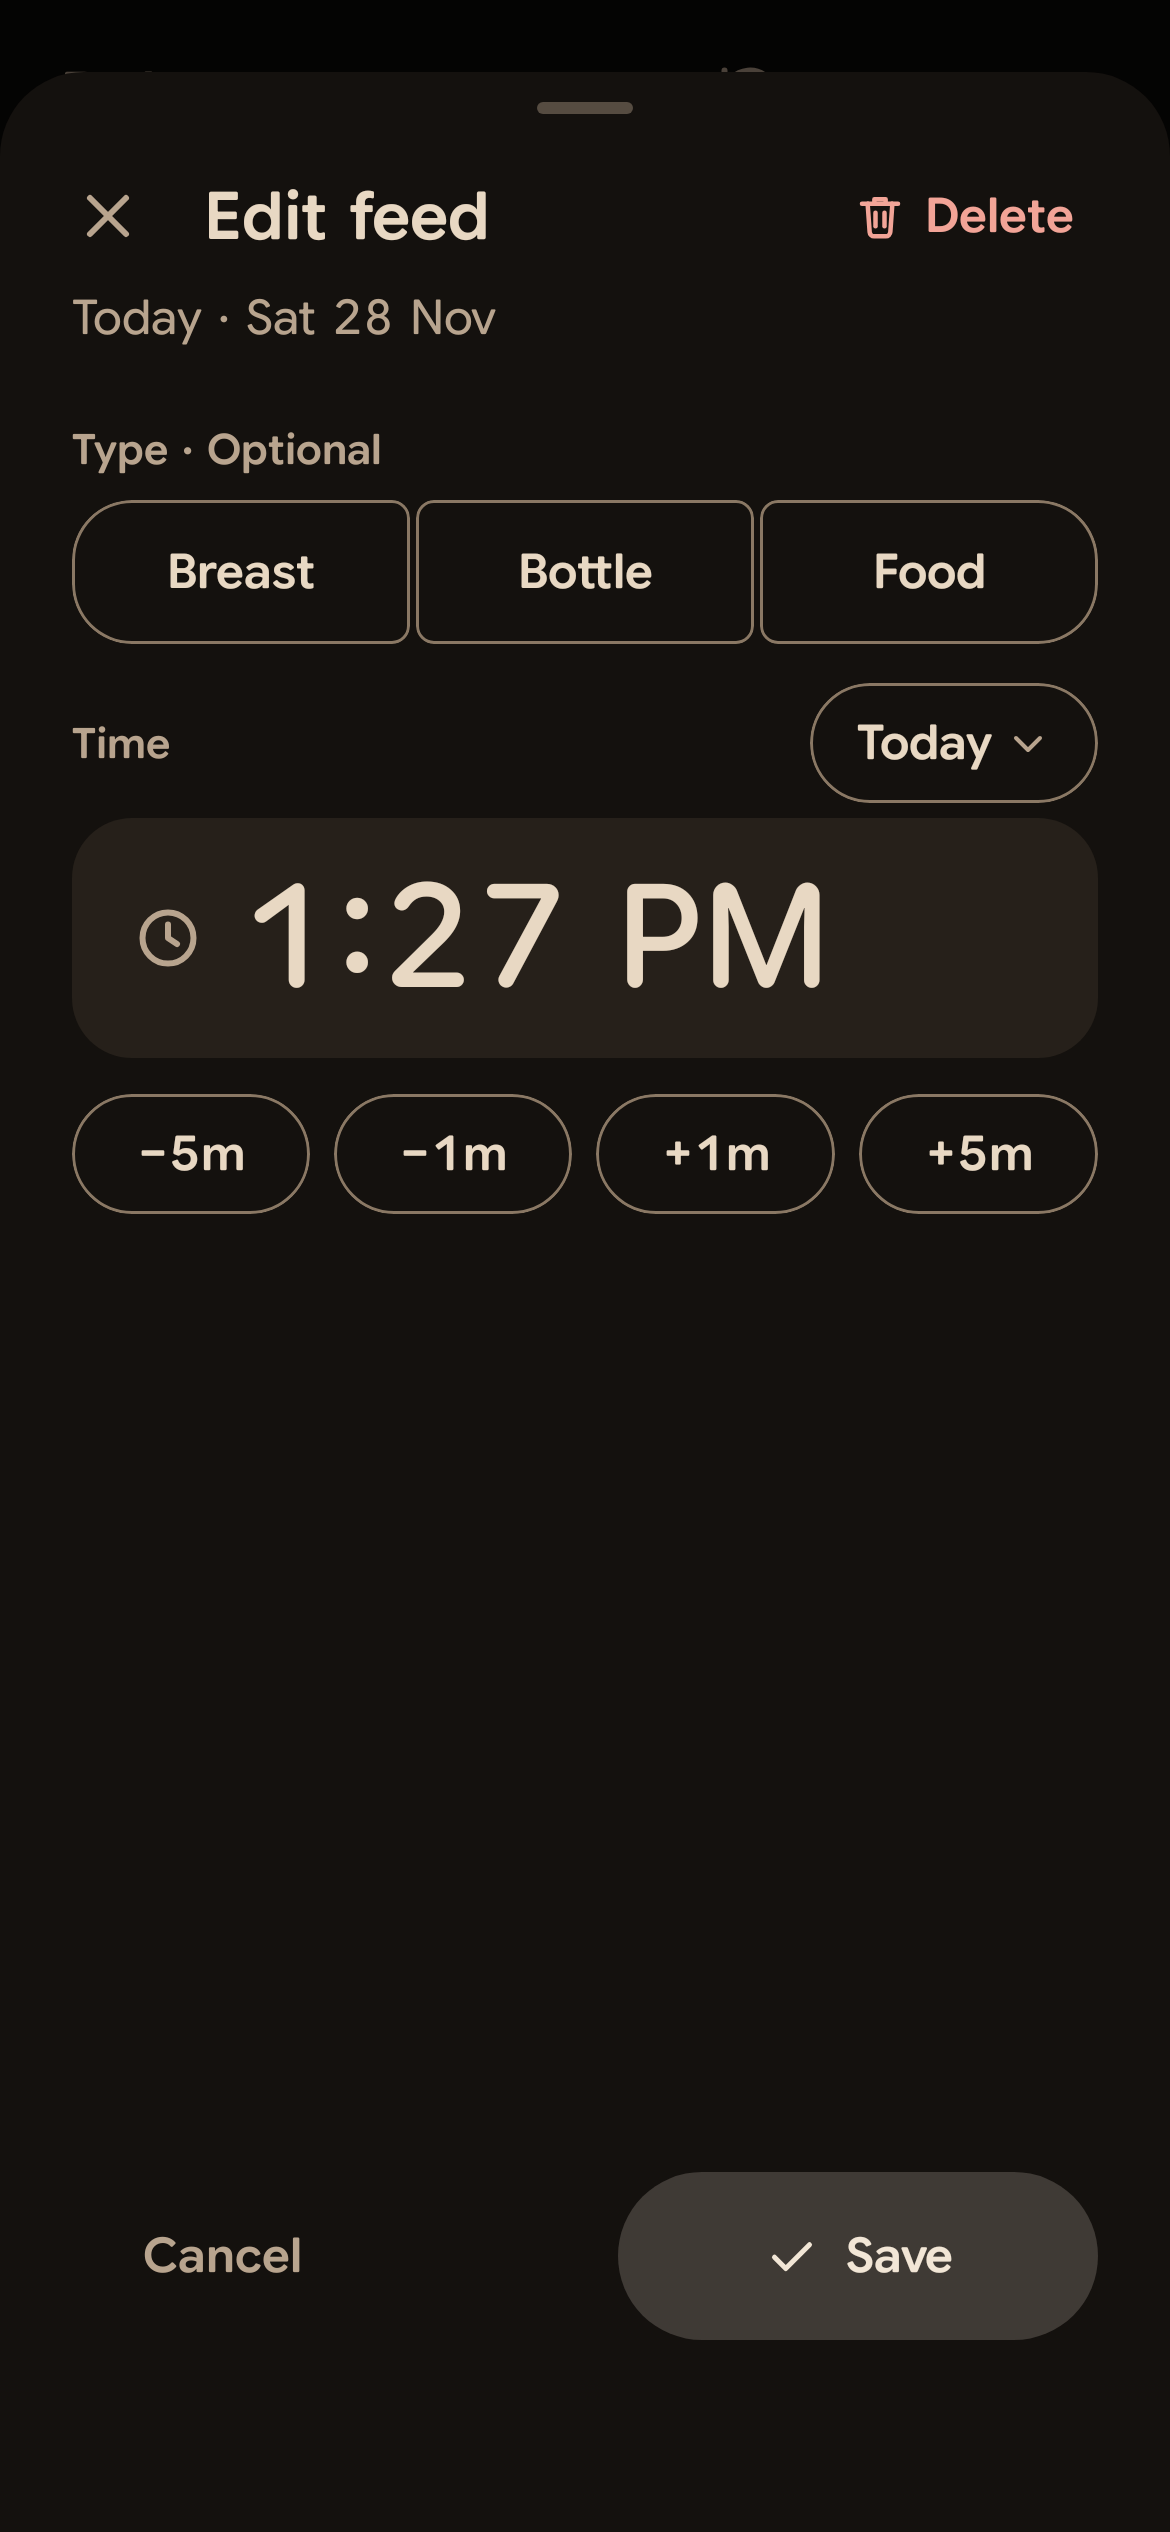 Edit feed
Delete
Today · Sat 28 Nov
Type · Optional
Breast
Bottle
Food
Time
Today
1:27 PM
−5m
−1m
+1m
+5m
Cancel
Save